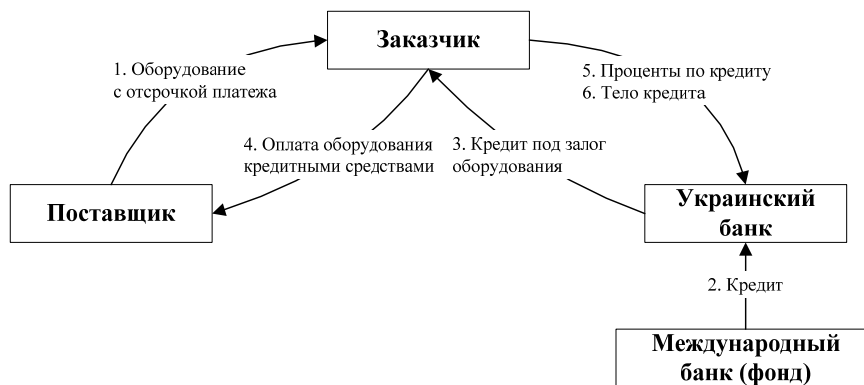 Заказчик
1. Оборудование
с отсрочкой платежа
5. Проценты по кредиту
6. Тело кредита
4. Оплата оборудования
кредитными средствами
3. Кредит под залог
оборудования
Поставщик
Украинский
банк
2. Кредит
Международный
банк (фонд)